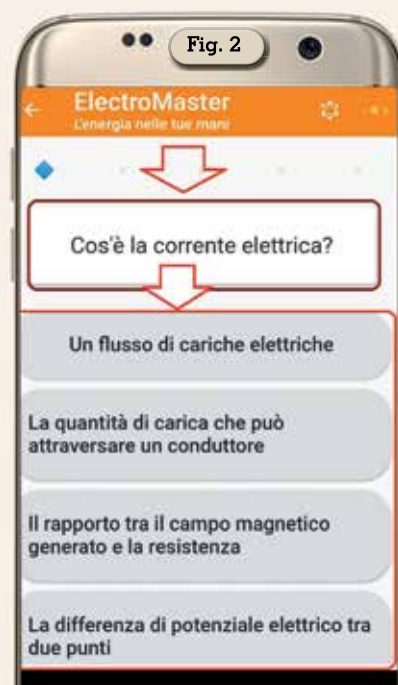 Fig. 2
ElectroMaster
L'energia nelle tue mani
Cos'è la corrente elettrica?
Un flusso di cariche elettriche
La quantità di carica che può
attraversare un conduttore
Il rapporto tra il campo magnetico
generato e la resistenza
La differenza di potenziale elettrico tra
due punti